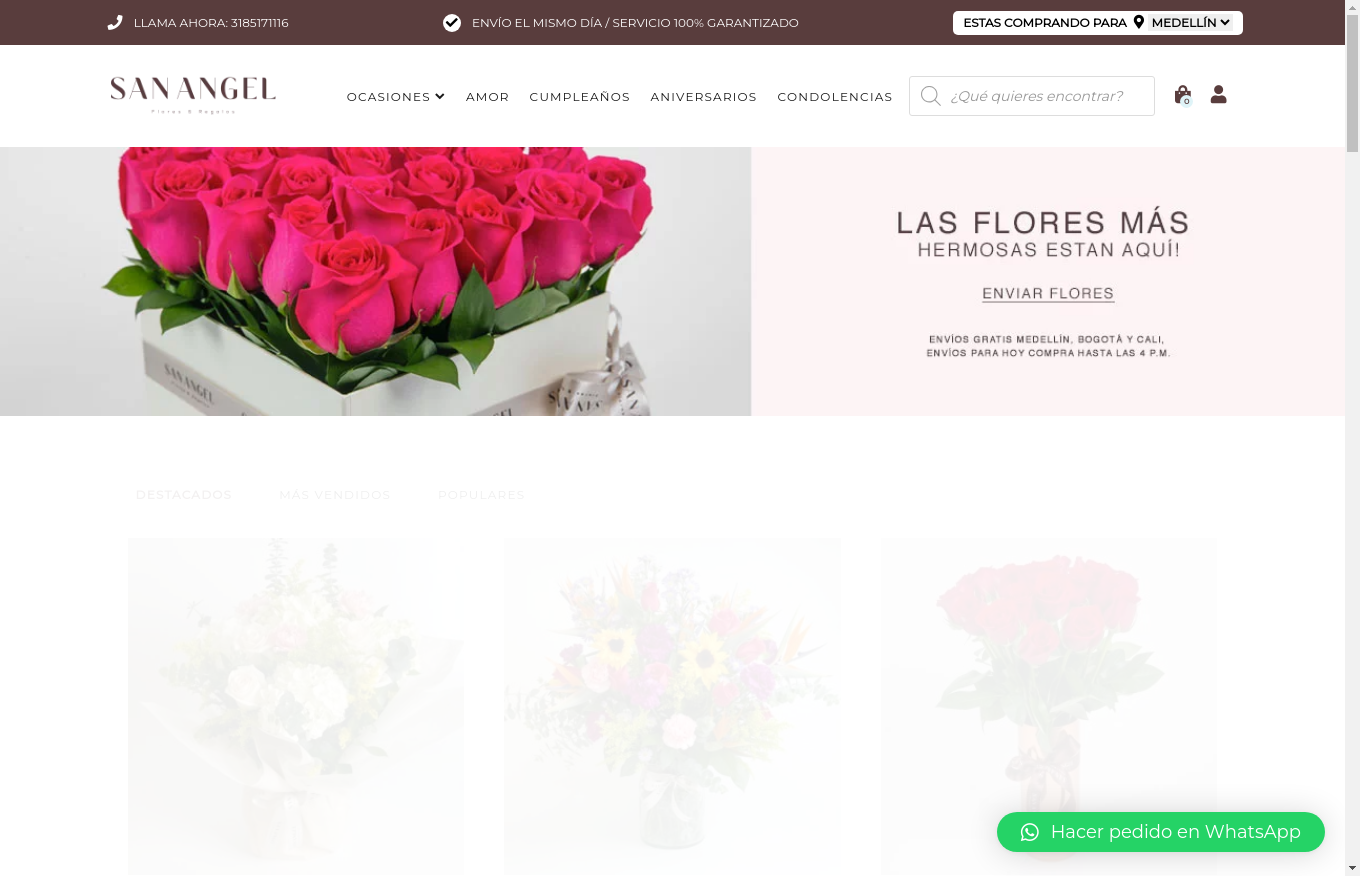 LLAMA AHORA: 3185171116
ENVÍO EL MISMO DÍA / SERVICIO 100% GARANTIZADO
ESTAS COMPRANDO PARA MEDELLÍN
SAN ANGEL
Flores & Regalos
OCASIONES AMOR CUMPLEAÑOS ANIVERSARIOS CONDOLENCIAS
¿Qué quieres encontrar?
0
LAS FLORES MÁS
HERMOSAS ESTAN AQUÍ!
ENVIAR FLORES
ENVÍOS GRATIS MEDELLÍN, BOGOTÀ Y CALI,
ENVÍOS PARA HOY COMPRA HASTA LAS 4 P.M.
SAN ANGEL
DESTACADOS MÁS VENDIDOS POPULARES
Hacer pedido en WhatsApp